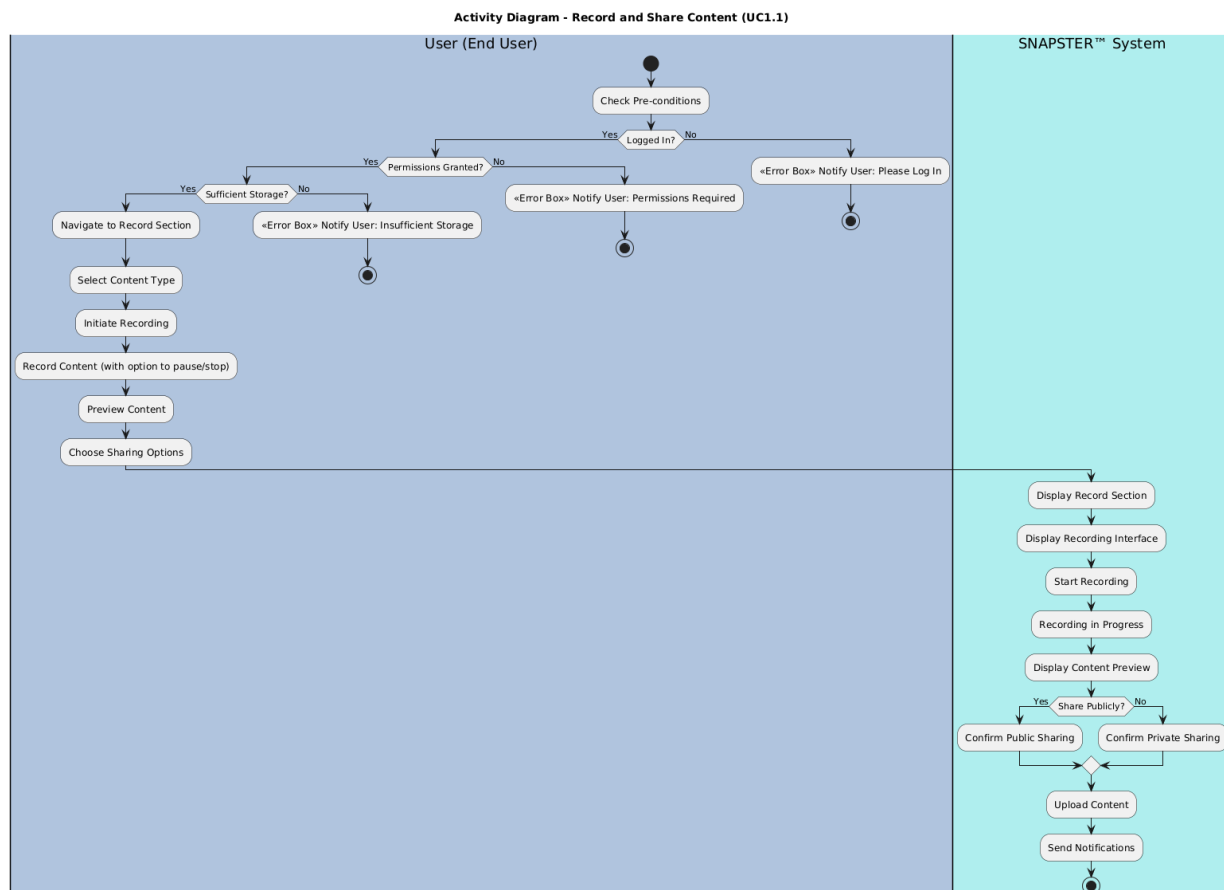 Activity Diagram - Record and Share Content (UC1.1)
User (End User)
SNAPSTER™ System
Check Pre-conditions
Yes
Logged In?
No
Yes
Permissions Granted?
No
«Error Box» Notify User: Please Log In
Yes
Sufficient Storage?
No
«Error Box» Notify User: Permissions Required
Navigate to Record Section
«Error Box» Notify User: Insufficient Storage
Select Content Type
Initiate Recording
Record Content (with option to pause/stop)
Preview Content
Choose Sharing Options
Display Record Section
Display Recording Interface
Start Recording
Recording in Progress
Display Content Preview
Yes
Share Publicly?
No
Confirm Public Sharing
Confirm Private Sharing
Upload Content
Send Notifications